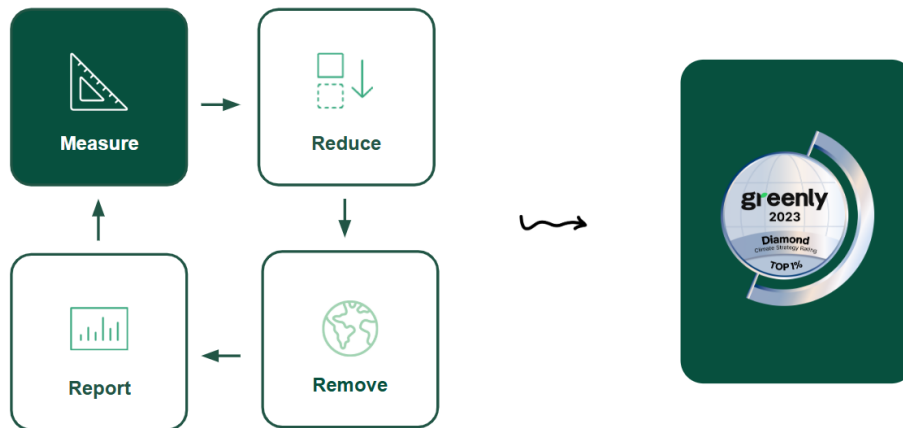 Measure
Reduce
Report
Remove
greenly
2023
Diamond
Climate Strategy Rating
TOP 1%